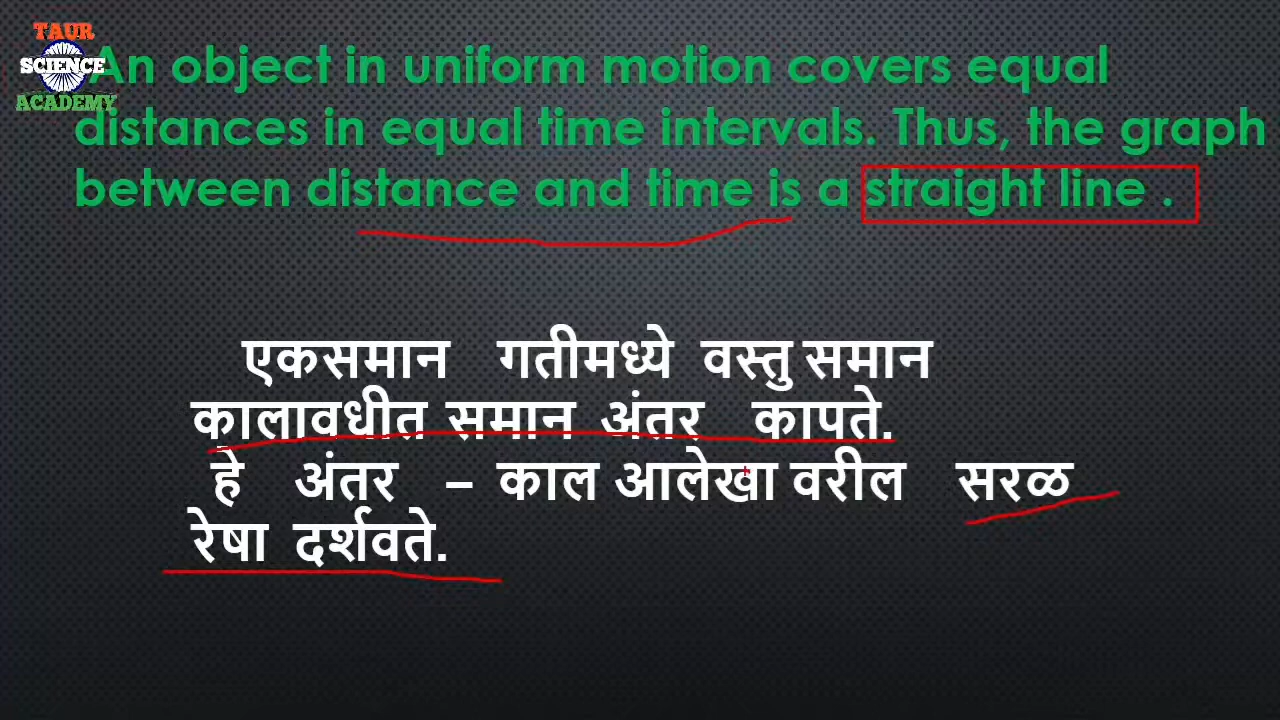 TAUR
SCIENCE
ACADEMY
An object in uniform motion covers equal
distances in equal time intervals. Thus, the graph
between distance and time is a straight line .
एकसमान गतीमध्ये वस्तु समान
कालावधीत समान अंतर कापते.
हे अंतर – काल आलेखा वरील सरळ
रेषा दर्शवते.